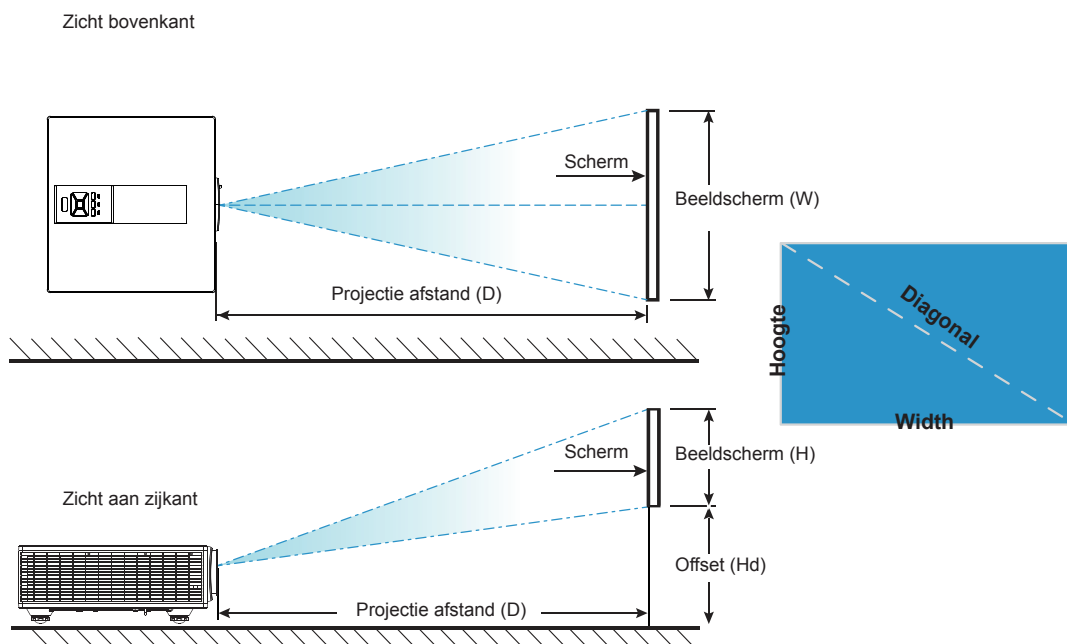 Zicht bovenkant
Scherm
Beeldscherm (W)
Projectie afstand (D)
Hoogte
Diagonal
Width
Scherm
Beeldscherm (H)
Zicht aan zijkant
Offset (Hd)
Projectie afstand (D)